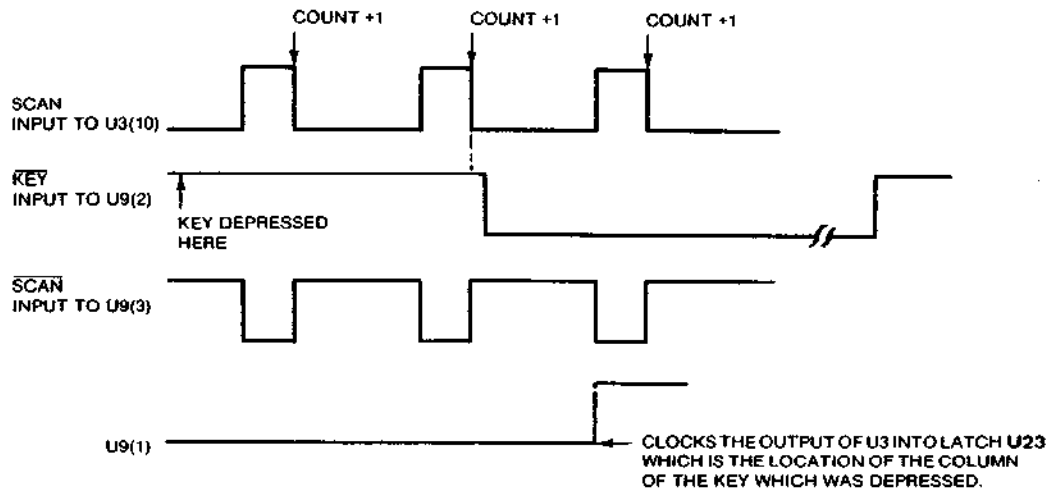 COUNT +1 COUNT +1 COUNT +1
SCAN
INPUT TO U3(10)
KEY
INPUT TO U9(2)
KEY DEPRESSED
HERE
SCAN
INPUT TO U9(3)
U9(1)
CLOCKS THE OUTPUT OF U3 INTO LATCH U23
WHICH IS THE LOCATION OF THE COLUMN
OF THE KEY WHICH WAS DEPRESSED.